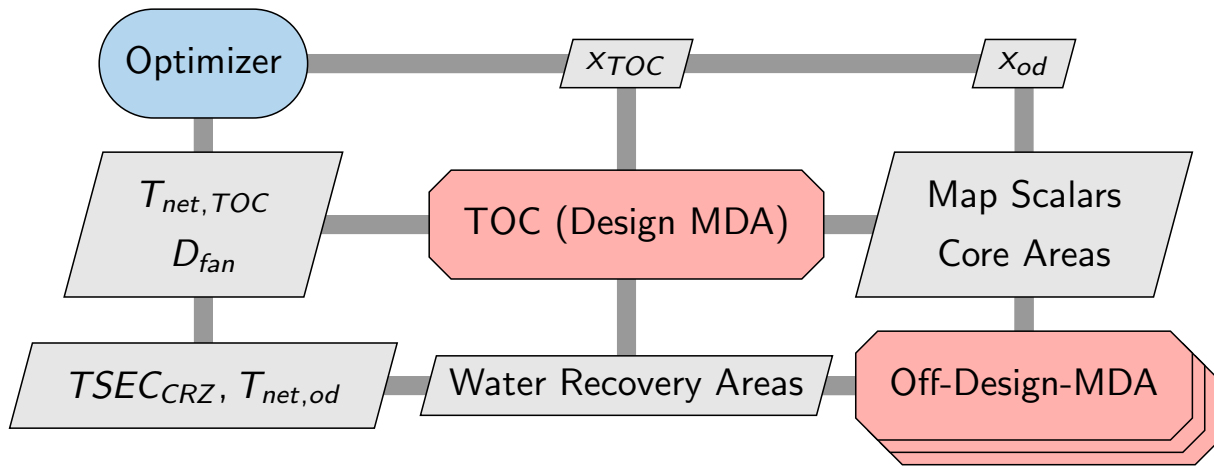 Optimizer
x_TOC
x_od
T_net,TOC
D_fan
TOC (Design MDA)
Map Scalars
Core Areas
TSEC_CRZ, T_net,od
Water Recovery Areas
Off-Design-MDA